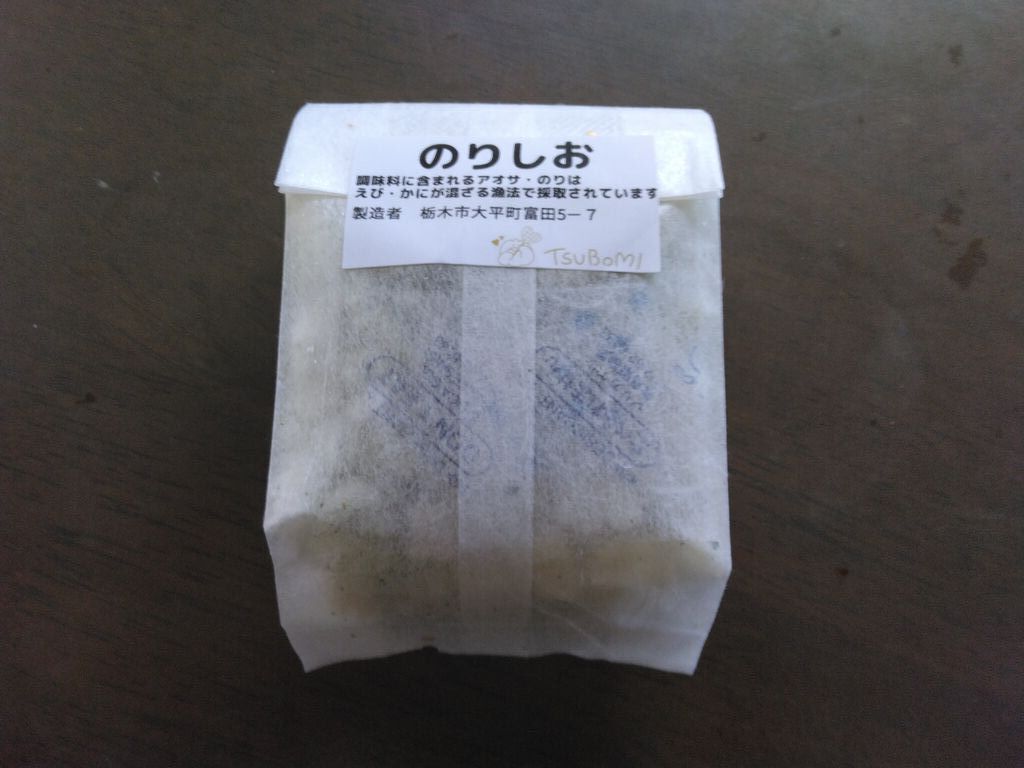 のりしお
調味料に含まれるアオサ・のりは
えび・かにが混ざる漁法で採取されています
製造者　栃木市大平町富田5－7
TSUBOMI